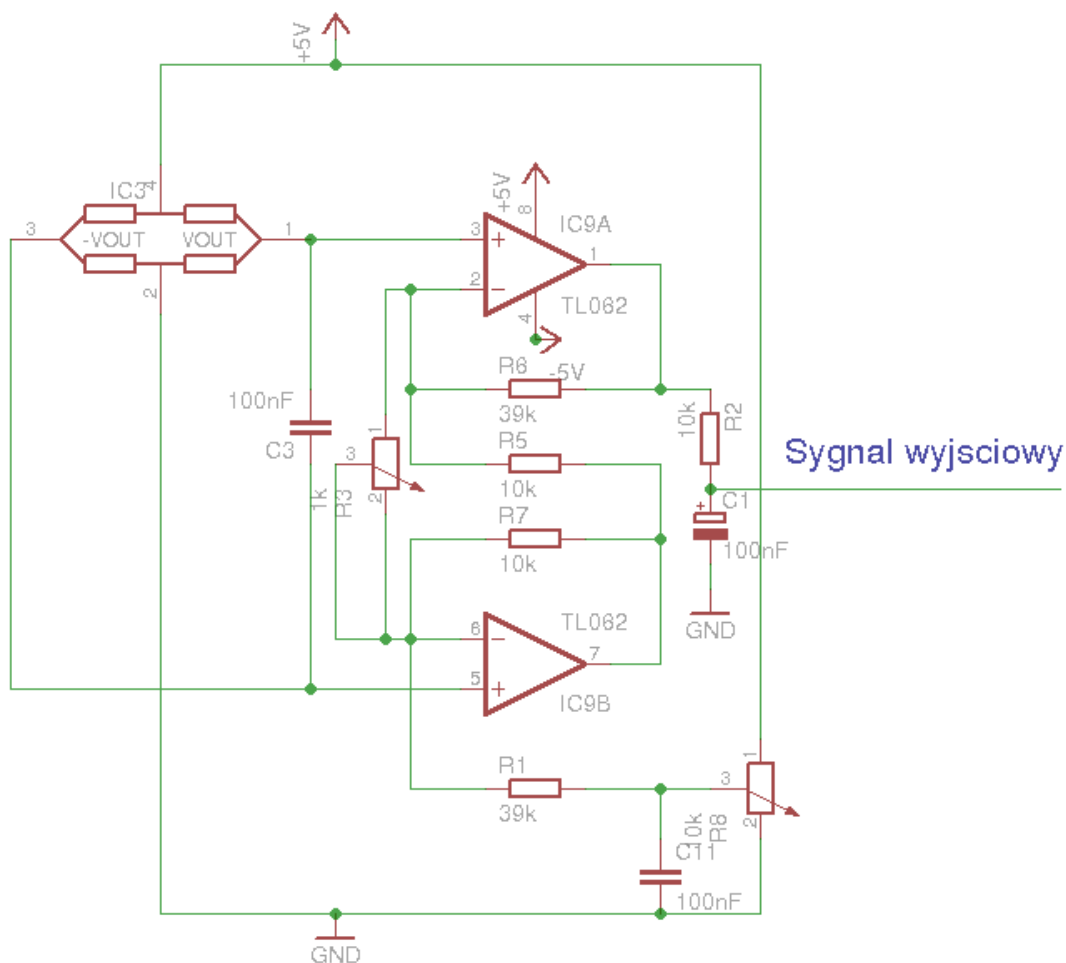 +5V
IC3
4
3
-VOUT
VOUT
1
2
+5V
8
IC9A
3
+
1
2
-
TL062
4
-5V
R6
39k
100nF
C3
R5
10k
3
1
2
1k
R3
R7
10k
10k
R2
Sygnal wyjsciowy
+
C1
100nF
GND
TL062
6
-
7
5
+
IC9B
R1
39k
1
3
2
10k
R8
C11
100nF
GND